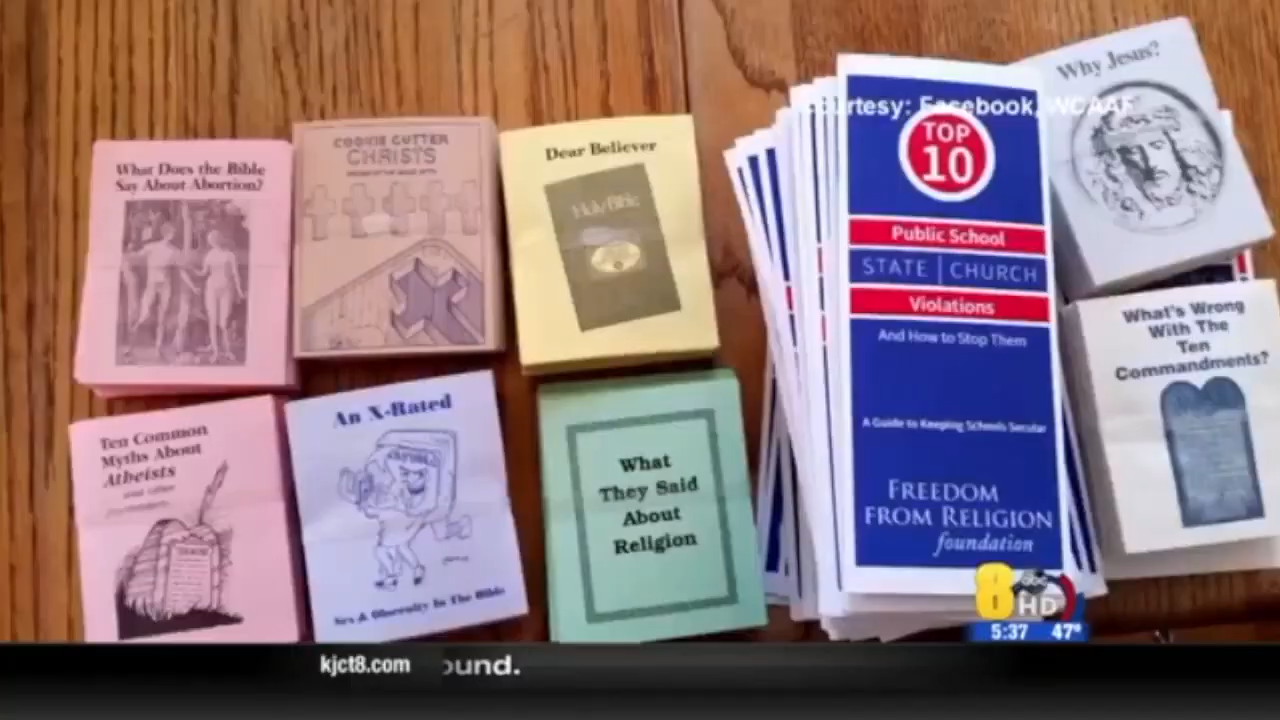 What Does the Bible
Say About Abortion?
COOKIE CUTTER
CHRISTS
Dear Believer
Holy Bible
courtesy: Facebook, WCAAF
TOP
10
Public School
STATE | CHURCH
Violations
And How to Stop Them
A Guide to Keeping Schools Secular
FREEDOM
FROM RELIGION
foundation
Why Jesus?
What's Wrong
With The
Ten
Commandments?
Ten Common
Myths About
Atheists
An X-Rated
Sex & Obscenity In The Bible
What
They Said
About
Religion
8 abc
HD
5:37 47°
kjct8.com ound.